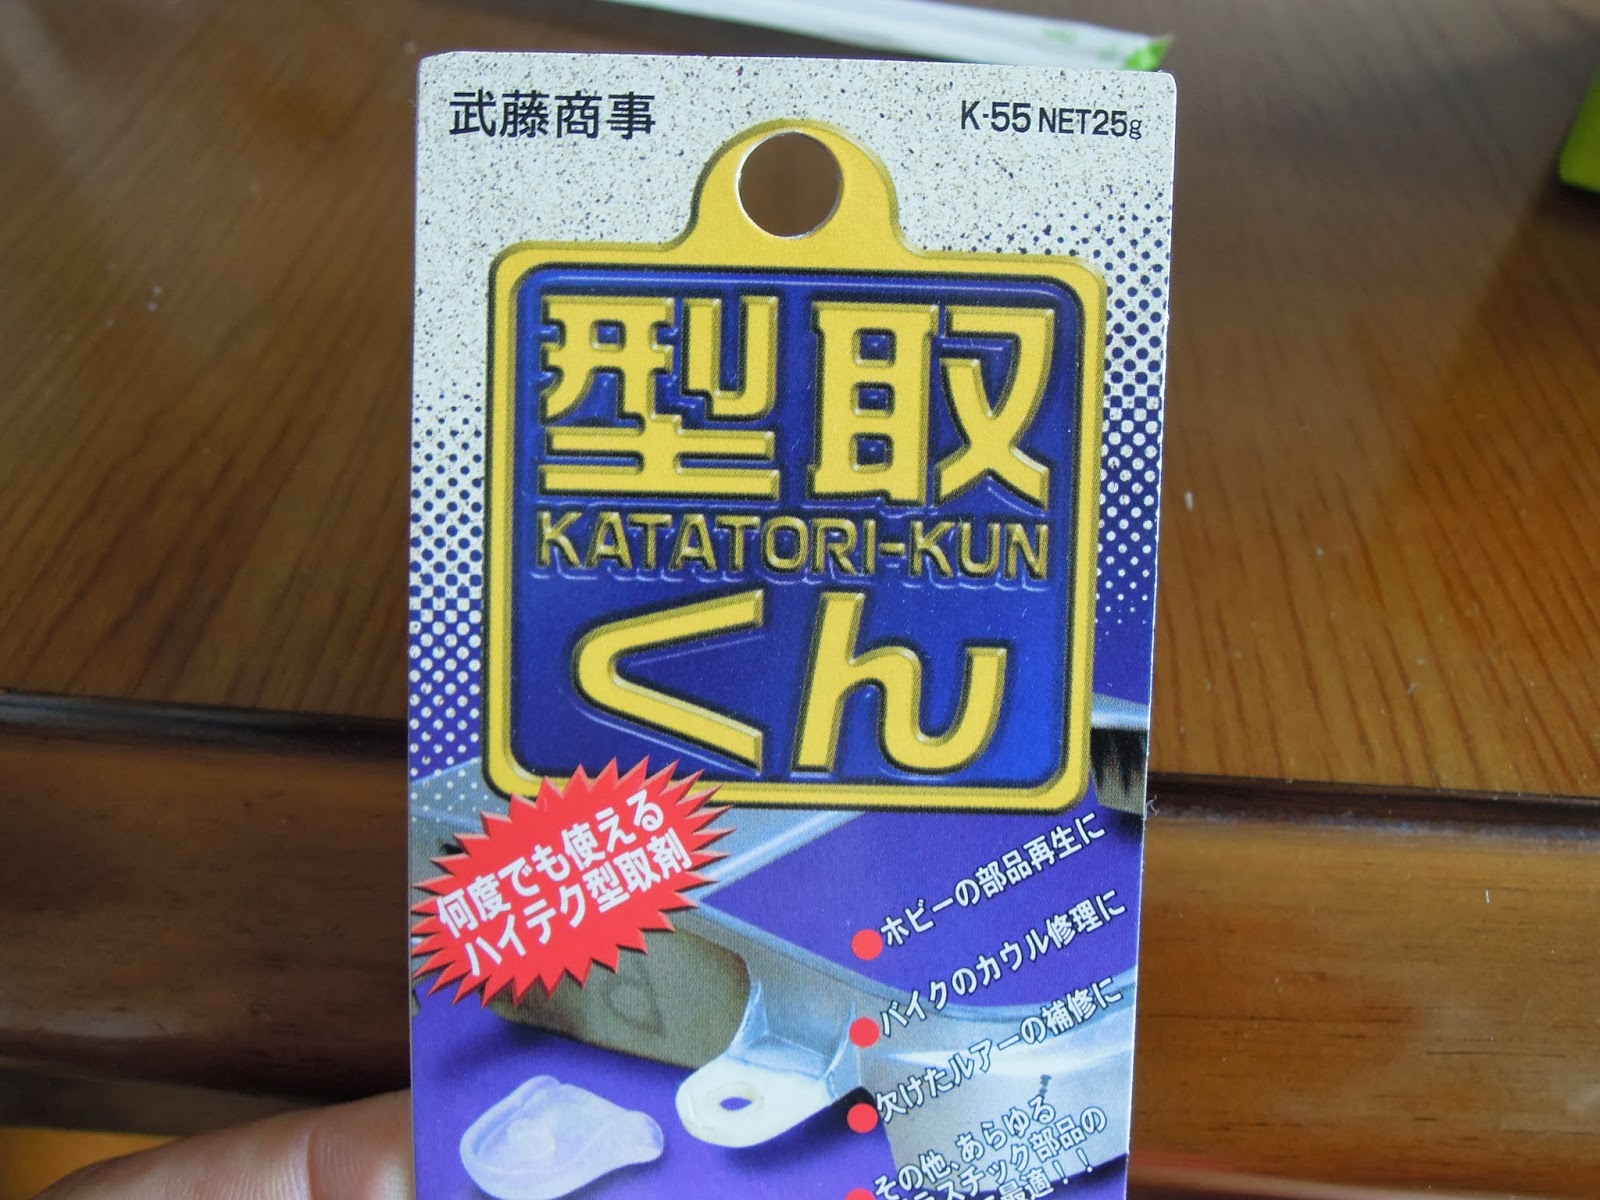 武藤商事
K-55 NET25g
型取
KATATORI-KUN
くん
何度でも使える
ハイテク型取剤
ホビーの部品再生に
バイクのカウル修理に
欠けたルアーの補修に
その他、あらゆる
ラスチック部品の
最適!!